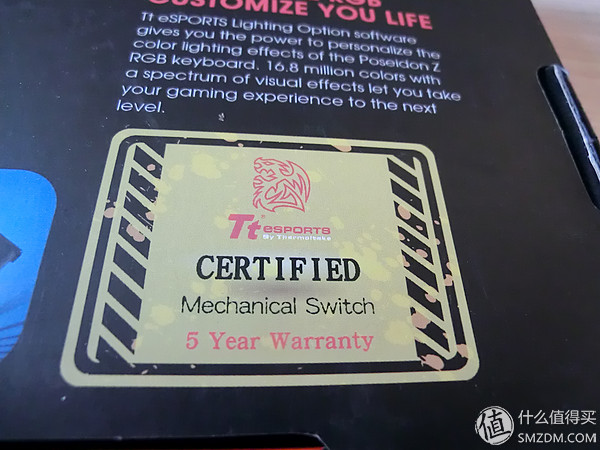 RGB
CUSTOMIZE YOU LIFE
Tt eSPORTS Lighting Option software
gives you the power to personalize the
color lighting effects of the Poseidon Z
RGB keyboard. 16.8 million colors with
a spectrum of visual effects let you take
your gaming experience to the next
level.
Tt eSPORTS
By Thermaltake
CERTIFIED
Mechanical Switch
5 Year Warranty
值 什么值得买
SMZDM.COM